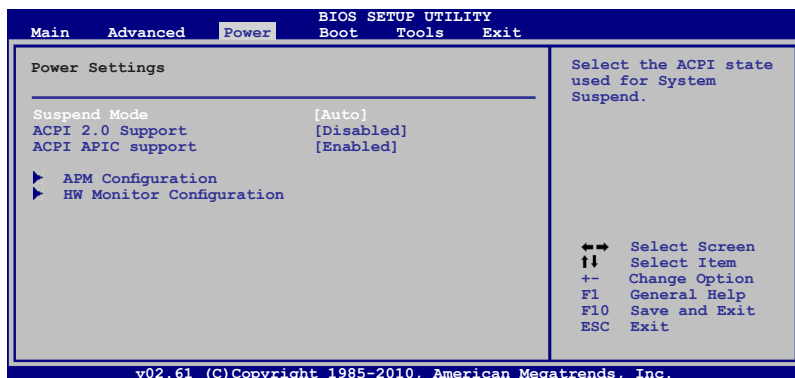 BIOS SETUP UTILITY
Main Advanced Power Boot Tools Exit
Power Settings
Suspend Mode [Auto]
ACPI 2.0 Support [Disabled]
ACPI APIC support [Enabled]
APM Configuration
HW Monitor Configuration
Select the ACPI state
used for System
Suspend.
←→ Select Screen
↑↓ Select Item
+- Change Option
F1 General Help
F10 Save and Exit
ESC Exit
v02.61 (C)Copyright 1985-2010, American Megatrends, Inc.